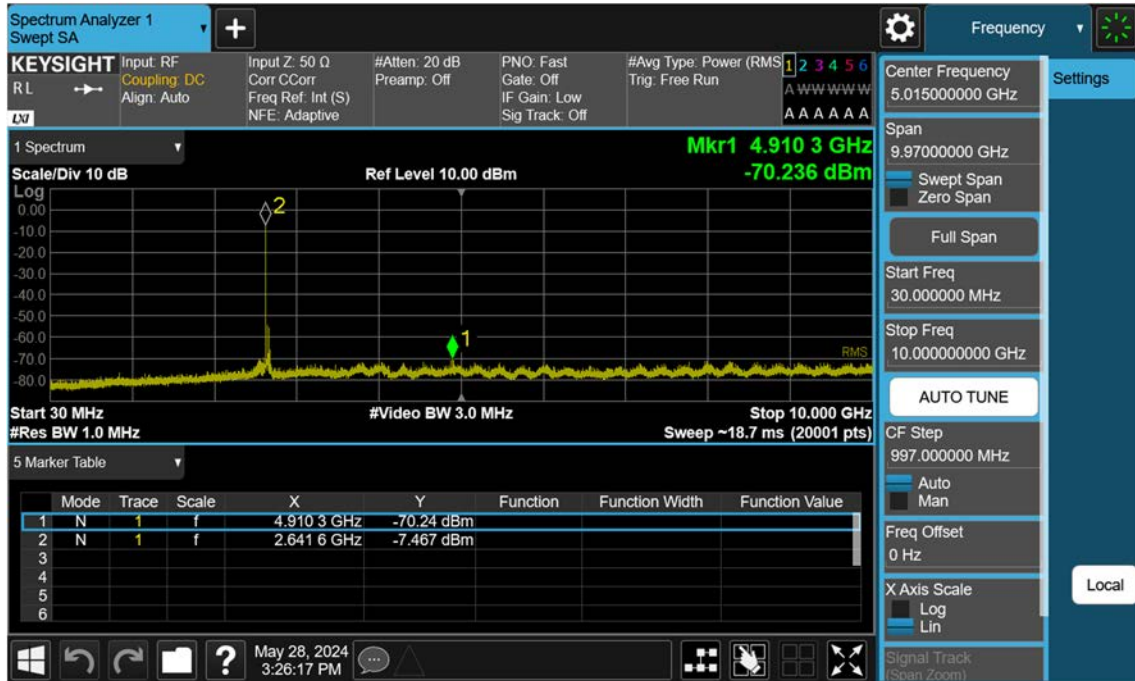 Spectrum Analyzer 1
Swept SA
+
Frequency
KEYSIGHT
R L
LXI
Input: RF
Coupling: DC
Align: Auto
Input Z: 50 Ω
Corr CCorr
Freq Ref: Int (S)
NFE: Adaptive
#Atten: 20 dB
Preamp: Off
PNO: Fast
Gate: Off
IF Gain: Low
Sig Track: Off
#Avg Type: Power (RMS
Trig: Free Run
1 2 3 4 5 6
A W W W W W
A A A A A A
1 Spectrum
Mkr1 4.910 3 GHz
-70.236 dBm
Scale/Div 10 dB
Ref Level 10.00 dBm
Log
0.00
-10.0
-20.0
-30.0
-40.0
-50.0
-60.0
-70.0
-80.0
2
1
RMS
Start 30 MHz
#Video BW 3.0 MHz
Stop 10.000 GHz
#Res BW 1.0 MHz
Sweep ~18.7 ms (20001 pts)
5 Marker Table
Mode Trace Scale X Y Function Function Width Function Value
1 N 1 f 4.910 3 GHz -70.24 dBm
2 N 1 f 2.641 6 GHz -7.467 dBm
3
4
5
6
?
May 28, 2024
3:26:17 PM
Center Frequency
5.015000000 GHz
Span
9.97000000 GHz
Swept Span
Zero Span
Full Span
Start Freq
30.000000 MHz
Stop Freq
10.000000000 GHz
AUTO TUNE
CF Step
997.000000 MHz
Auto
Man
Freq Offset
0 Hz
X Axis Scale
Log
Lin
Signal Track
(Span Zoom)
Settings
Local